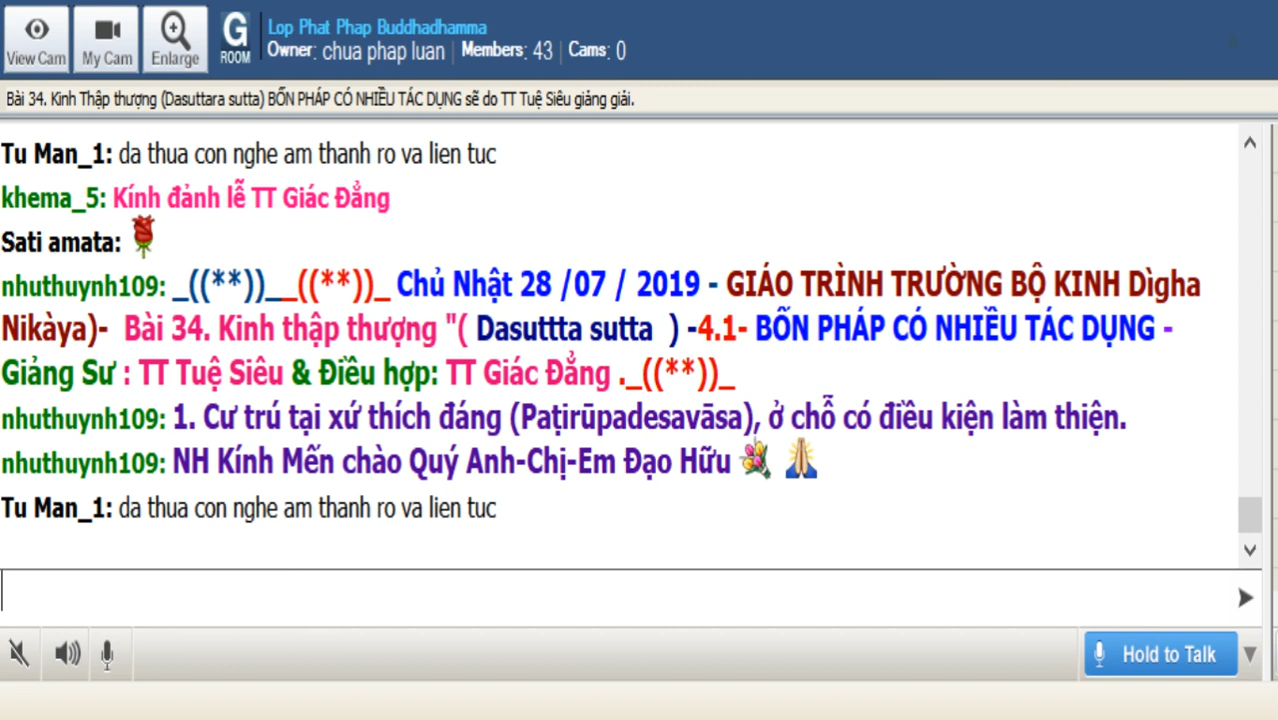 Lop Phat Phap Buddhadhamma
View Cam My Cam Enlarge G ROOM Owner: chua phap luan | Members: 43 | Cams: 0
Bài 34. Kinh Thập thượng (Dasuttara sutta) BỐN PHÁP CÓ NHIỀU TÁC DỤNG sẽ do TT Tuệ Siêu giảng giải.
Tu Man_1: da thua con nghe am thanh ro va lien tuc
khema_5: Kính đảnh lễ TT Giác Đẳng
Sati amata:
nhuthuynh109: _((**))__((**))_ Chủ Nhật 28 /07 / 2019 - GIÁO TRÌNH TRƯỜNG BỘ KINH Dìgha
Nikàya)- Bài 34. Kinh thập thượng "( Dasuttta sutta ) -4.1- BỐN PHÁP CÓ NHIỀU TÁC DỤNG -
Giảng Sư : TT Tuệ Siêu & Điều hợp: TT Giác Đẳng ._((**))_
nhuthuynh109: 1. Cư trú tại xứ thích đáng (Paṭirūpadesavāsa), ở chỗ có điều kiện làm thiện.
nhuthuynh109: NH Kính Mến chào Quý Anh-Chị-Em Đạo Hữu
Tu Man_1: da thua con nghe am thanh ro va lien tuc
Hold to Talk